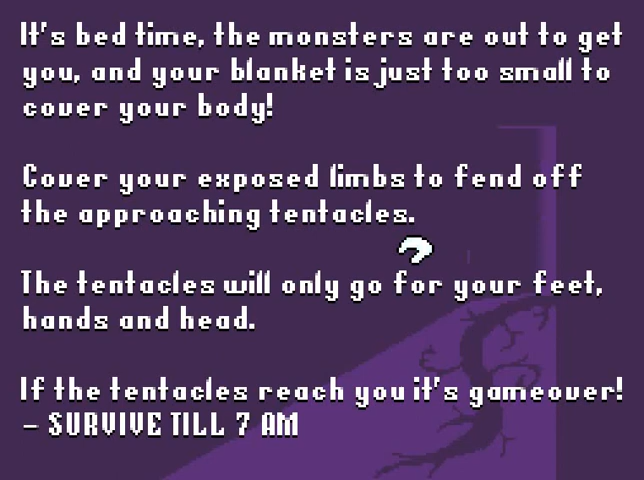 It's bed time, the monsters are out to get
you, and your blanket is just too small to
cover your body!
Cover your exposed limbs to fend off
the approaching tentacles.
The tentacles will only go for your feet,
hands and head.
If the tentacles reach you it's gameover!
- SURVIVE TILL 7 AM